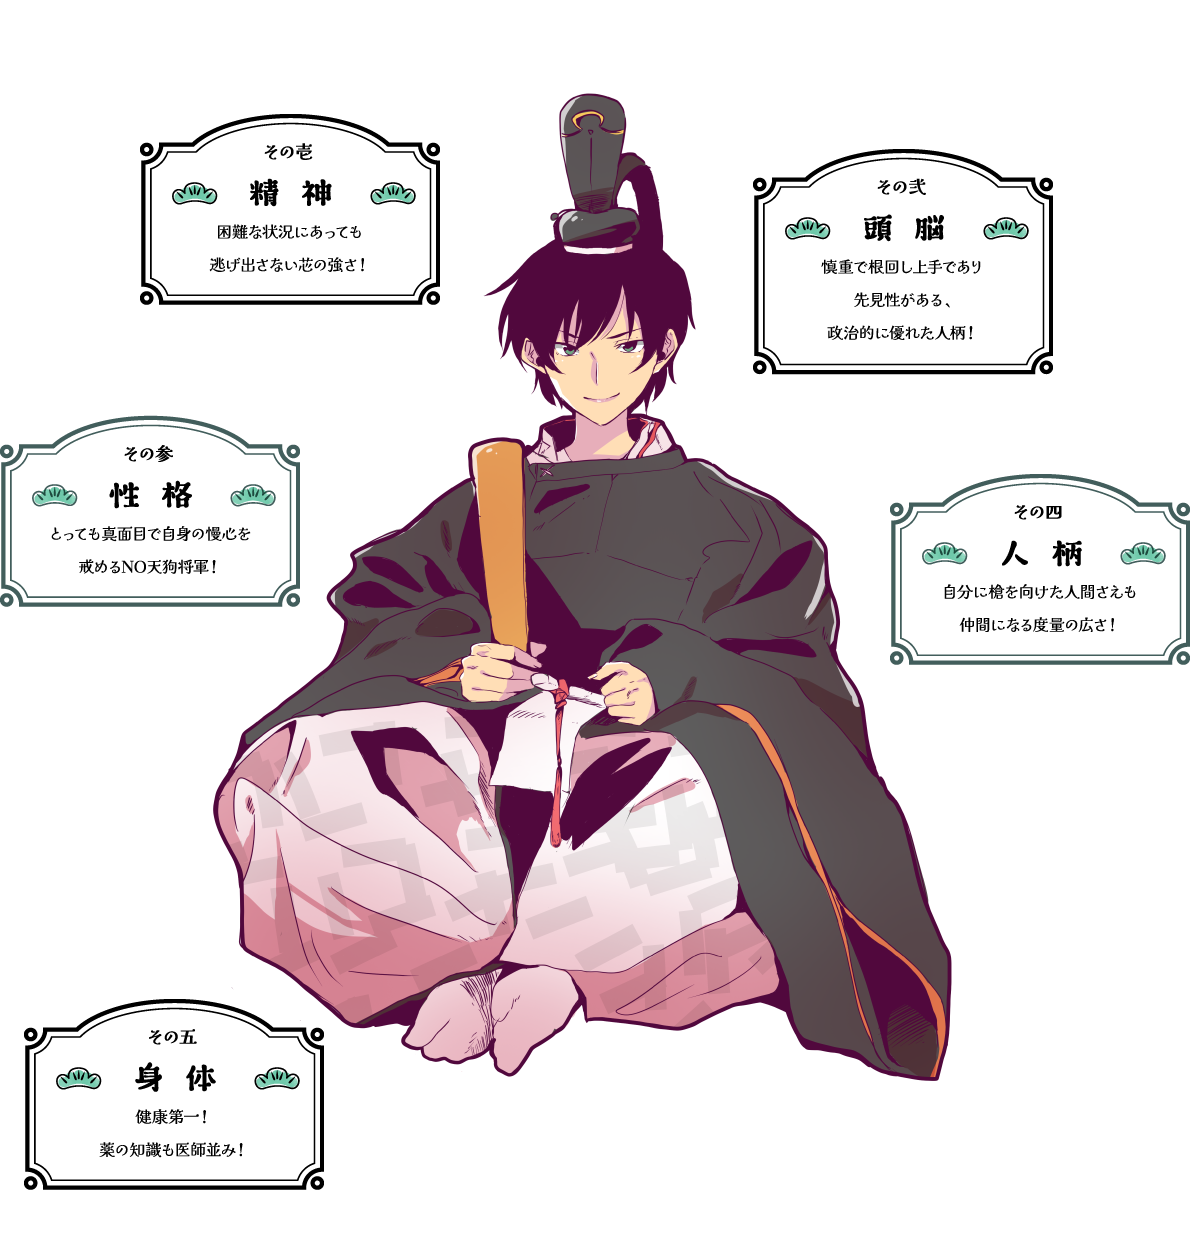 その壱
精神
困難な状況にあっても
逃げ出さない芯の強さ!
その弐
頭脳
慎重で根回し上手であり
先見性がある、
政治的に優れた人柄!
その参
性格
とっても真面目で自身の慢心を
戒めるNO天狗将軍!
その四
人柄
自分に槍を向けた人間さえも
仲間になる度量の広さ!
その五
身体
健康第一!
薬の知識も医師並み!